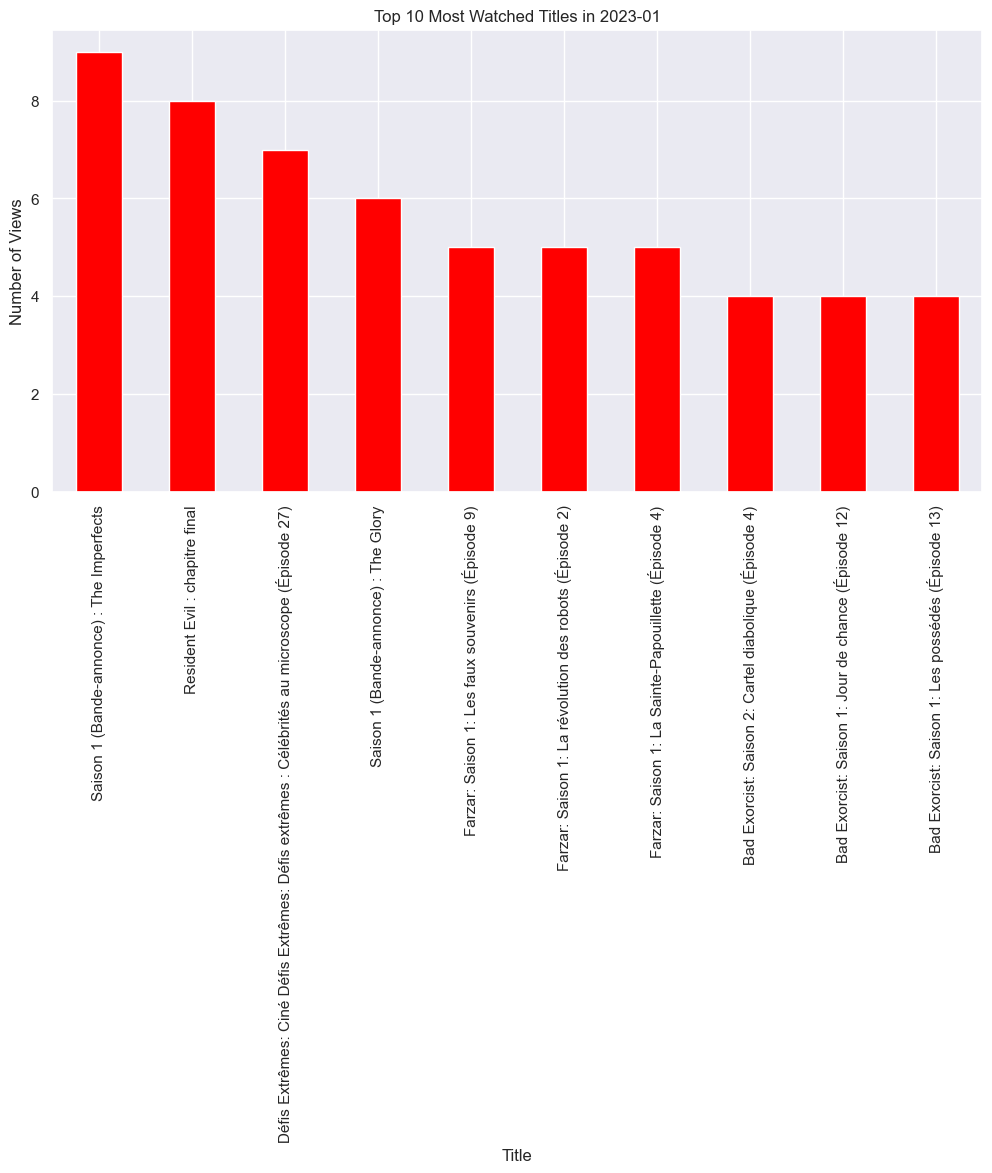 Top 10 Most Watched Titles in 2023-01
Number of Views
8
6
4
2
0
Saison 1 (Bande-annonce) : The Imperfects
Resident Evil : chapitre final
Défis Extrêmes: Ciné Défis Extrêmes: Défis extrêmes : Célébrités au microscope (Épisode 27)
Saison 1 (Bande-annonce) : The Glory
Farzar: Saison 1: Les faux souvenirs (Épisode 9)
Farzar: Saison 1: La révolution des robots (Épisode 2)
Farzar: Saison 1: La Sainte-Papouillette (Épisode 4)
Bad Exorcist: Saison 2: Cartel diabolique (Épisode 4)
Bad Exorcist: Saison 1: Jour de chance (Épisode 12)
Bad Exorcist: Saison 1: Les possédés (Épisode 13)
Title